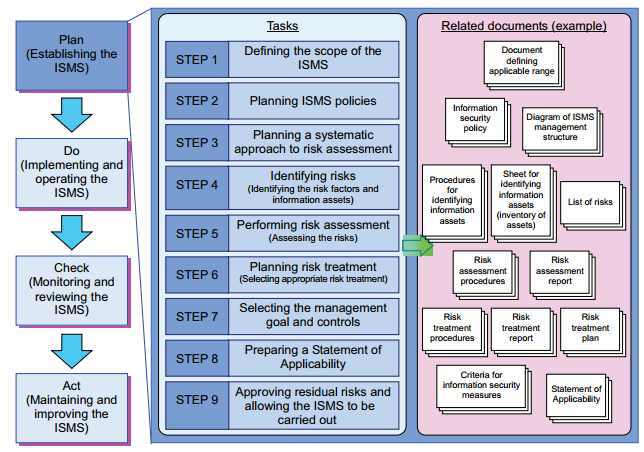 Plan
(Establishing the
ISMS)
Do
(Implementing and
operating the
ISMS)
Check
(Monitoring and
reviewing the
ISMS)
Act
(Maintaining and
improving the
ISMS)
Tasks
STEP 1
Defining the scope of the
ISMS
STEP 2
Planning ISMS policies
STEP 3
Planning a systematic
approach to risk assessment
STEP 4
Identifying risks
(Identifying the risk factors and
information assets)
STEP 5
Performing risk assessment
(Assessing the risks)
STEP 6
Planning risk treatment
(Selecting appropriate risk treatment)
STEP 7
Selecting the management
goal and controls
STEP 8
Preparing a Statement of
Applicability
STEP 9
Approving residual risks and
allowing the ISMS to be
carried out
Related documents (example)
Document
defining
applicable range
Information
security
policy
Diagram of ISMS
management
structure
Procedures
for
identifying
information
assets
Sheet for
identifying
information
assets
(inventory of
assets)
List of risks
Risk
assessment
procedures
Risk
assessment
report
Risk
treatment
procedures
Risk
treatment
report
Risk
treatment
plan
Criteria for
information security
measures
Statement of
Applicability